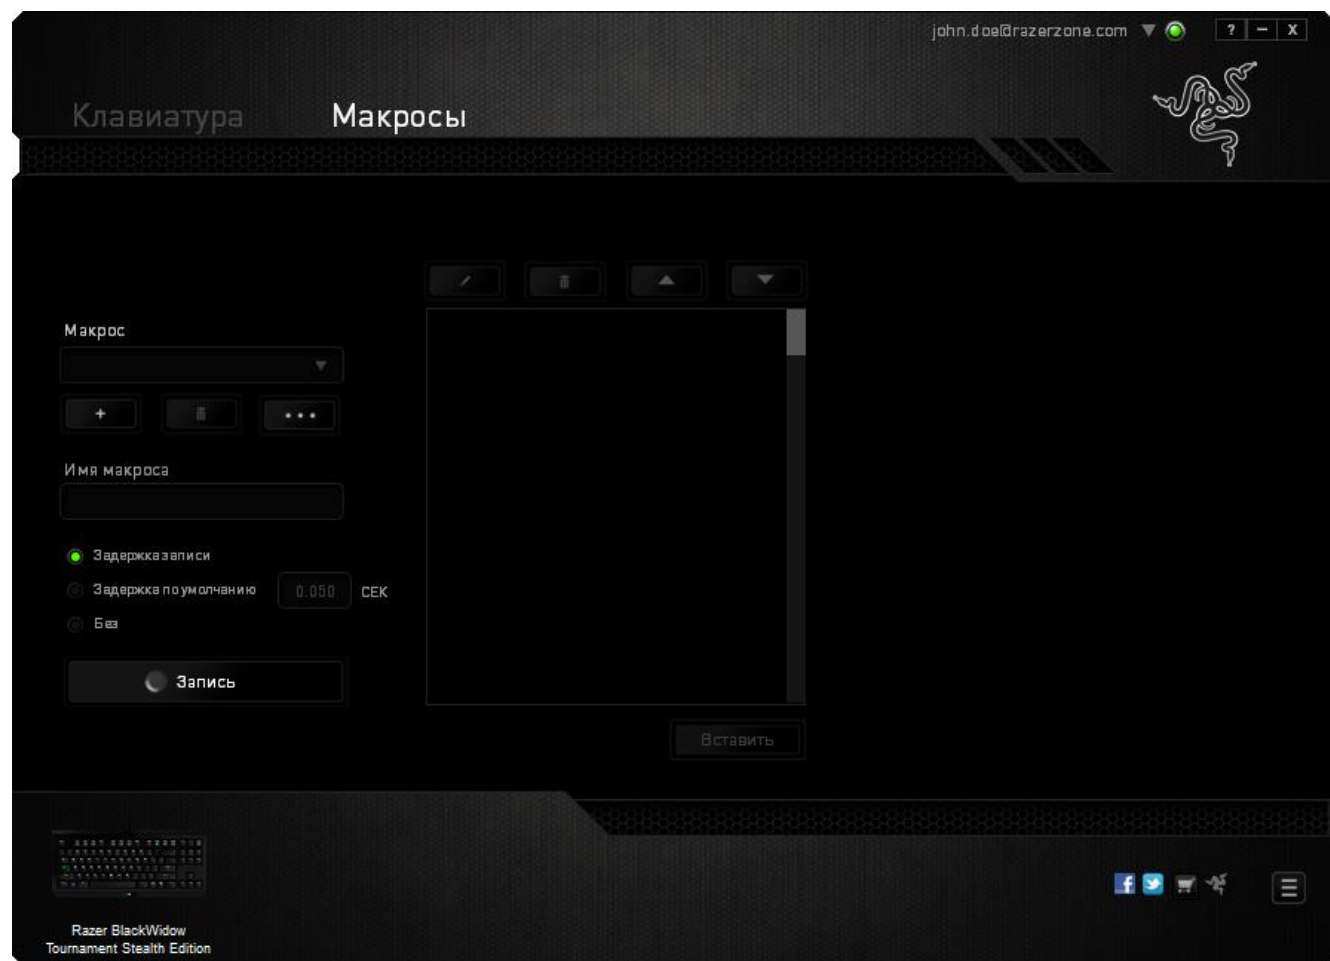 john.doe@razerzone.com
? – X
Клавиатура Макросы
Макрос
+
Имя макроса
Задержка записи
Задержка по умолчанию 0.050 СЕК
Без
Запись
Вставить
Razer BlackWidow
Tournament Stealth Edition